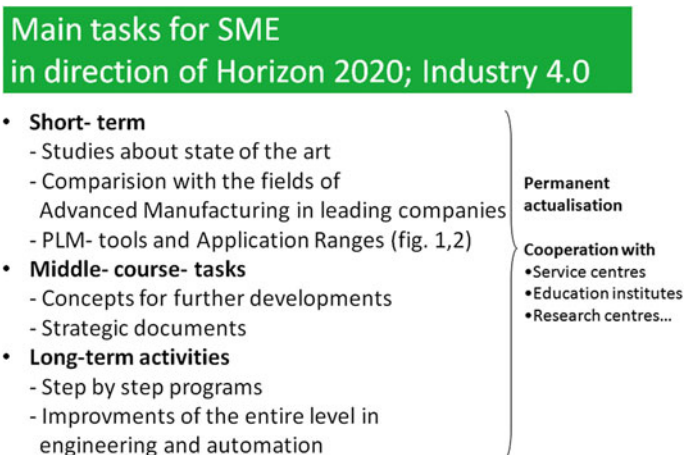 Main tasks for SME
in direction of Horizon 2020; Industry 4.0
• Short- term
- Studies about state of the art
- Comparision with the fields of
Advanced Manufacturing in leading companies
- PLM- tools and Application Ranges (fig. 1,2)
• Middle- course- tasks
- Concepts for further developments
- Strategic documents
• Long-term activities
- Step by step programs
- Improvments of the entire level in
engineering and automation
Permanent
actualisation
Cooperation with
•Service centres
•Education institutes
•Research centres...